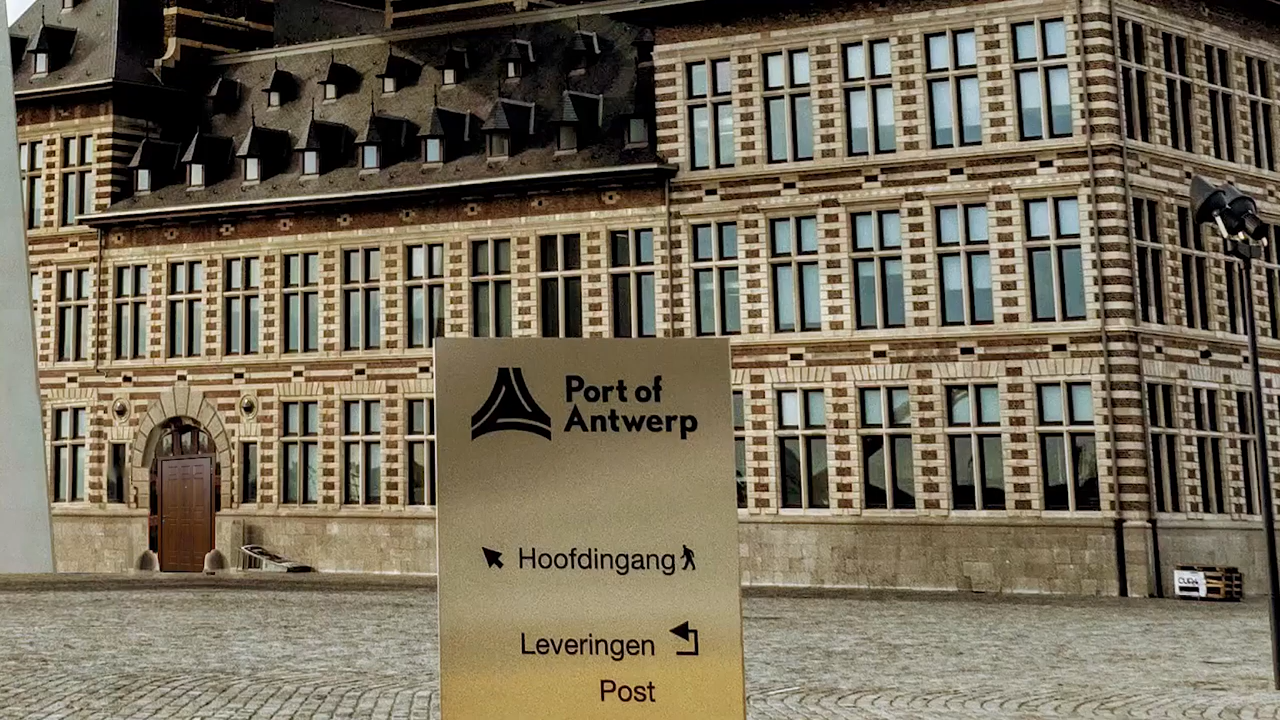 Port of
Antwerp
Hoofdingang
Leveringen
Post